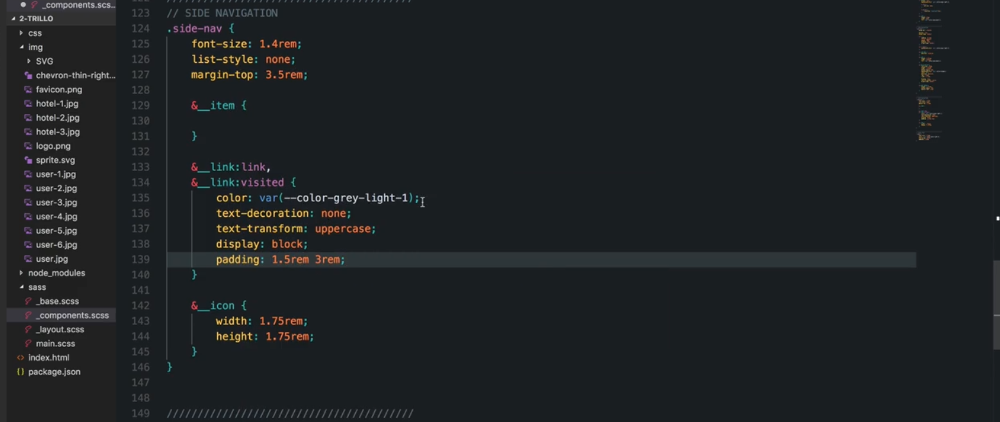 _components.scs...
2-TRILLO
css
img
SVG
chevron-thin-right...
favicon.png
hotel-1.jpg
hotel-2.jpg
hotel-3.jpg
logo.png
sprite.svg
user-1.jpg
user-2.jpg
user-3.jpg
user-4.jpg
user-5.jpg
user-6.jpg
user.jpg
node_modules
sass
_base.scss
_components.scss
_layout.scss
main.scss
index.html
{} package.json
122 ////////////////////////////////////////
123 // SIDE NAVIGATION
124 .side-nav {
125 font-size: 1.4rem;
126 list-style: none;
127 margin-top: 3.5rem;
128
129 &__item {
130
131 }
132
133 &__link:link,
134 &__link:visited {
135 color: var(--color-grey-light-1);
136 text-decoration: none;
137 text-transform: uppercase;
138 display: block;
139 padding: 1.5rem 3rem;
140 }
141
142 &__icon {
143 width: 1.75rem;
144 height: 1.75rem;
145 }
146 }
147
148
149 ////////////////////////////////////////